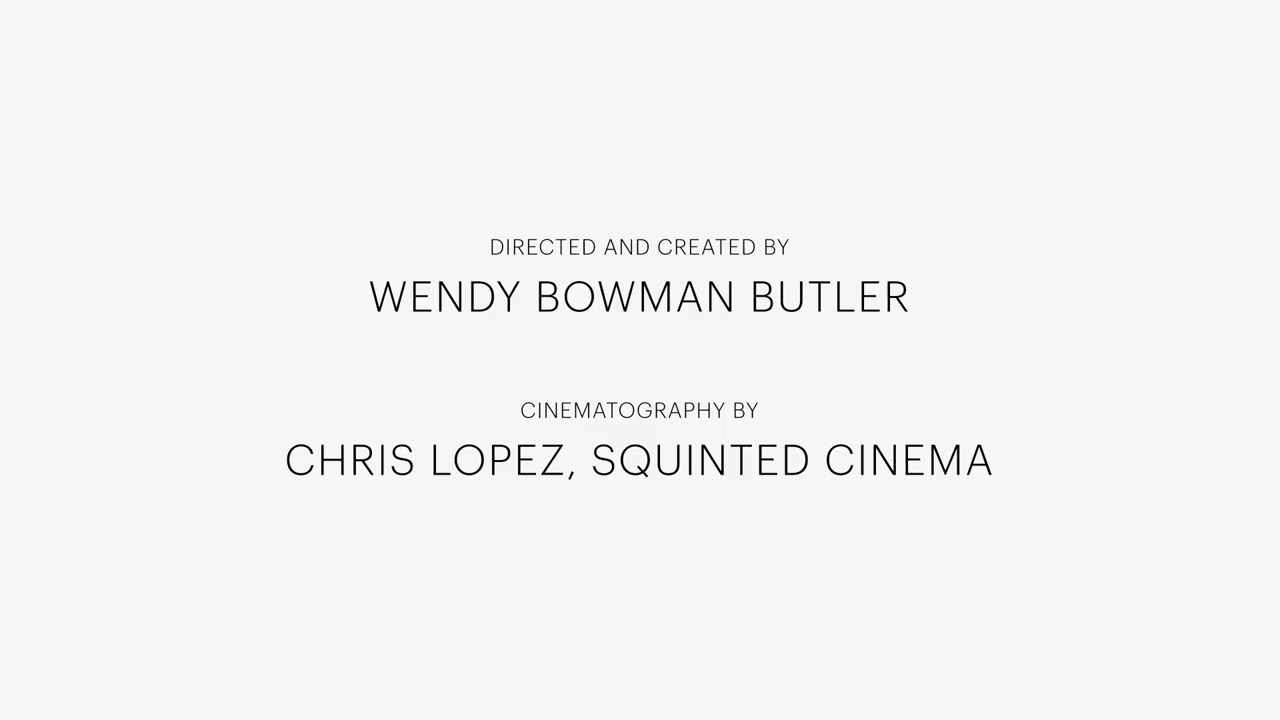 DIRECTED AND CREATED BY
WENDY BOWMAN BUTLER
CINEMATOGRAPHY BY
CHRIS LOPEZ, SQUINTED CINEMA